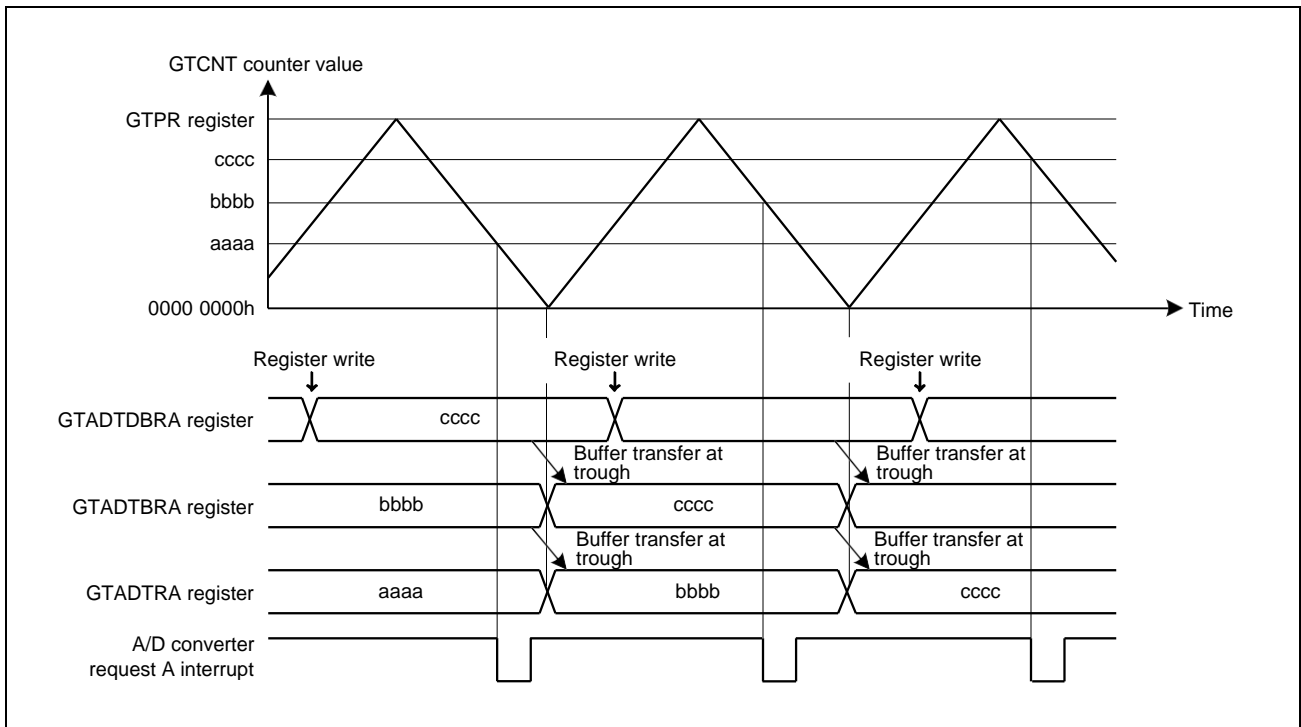 GTCNT counter value
GTPR register
cccc
bbbb
aaaa
0000 0000h
Time
Register write
Register write
Register write
GTADTDBRA register
cccc
Buffer transfer at
trough
Buffer transfer at
trough
GTADTBRA register
bbbb
cccc
Buffer transfer at
trough
Buffer transfer at
trough
GTADTRA register
aaaa
bbbb
cccc
A/D converter
request A interrupt